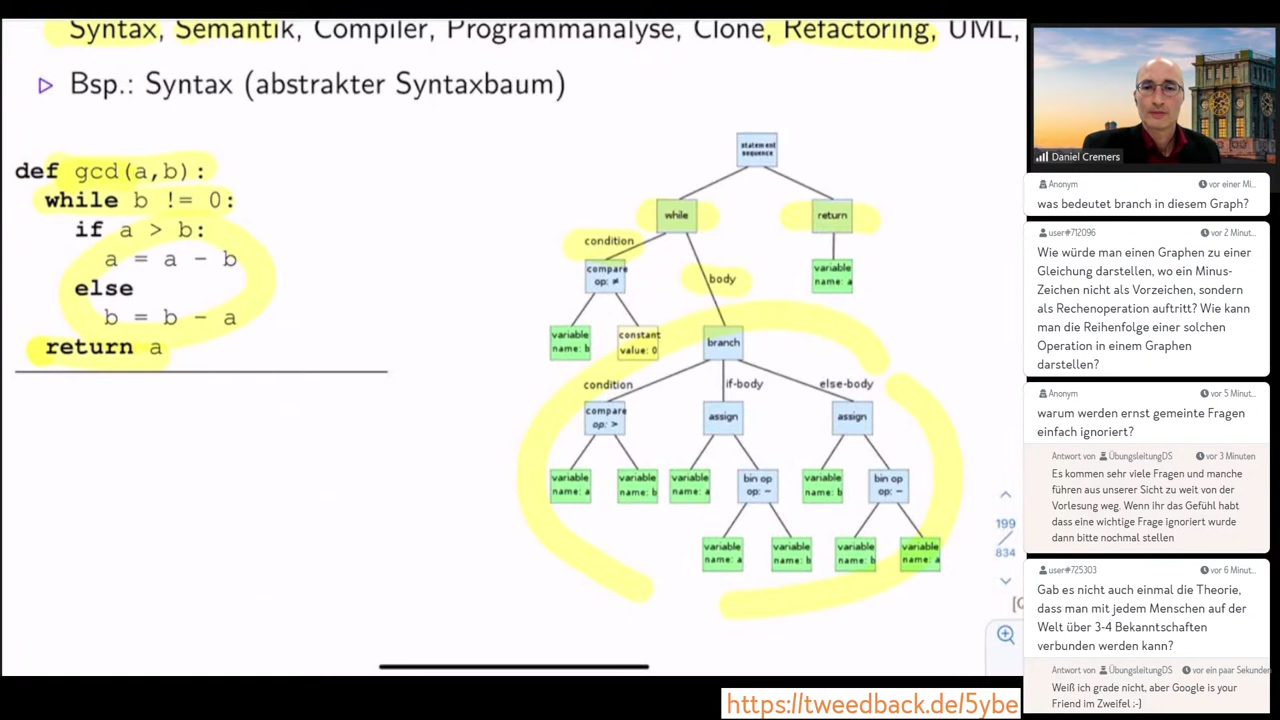 Syntax, Semantik, Compiler, Programmanalyse, Clone, Refactoring, UML,
Bsp.: Syntax (abstrakter Syntaxbaum)
def gcd(a,b):
while b != 0:
if a > b:
a = a - b
else
b = b - a
return a
statement
sequence
while
return
condition
body
compare
op: ≠
variable
name: a
variable
name: b
constant
value: 0
branch
condition
if-body
else-body
compare
op: >
assign
assign
variable
name: a
variable
name: b
variable
name: a
bin op
op: −
variable
name: b
bin op
op: −
variable
name: a
variable
name: b
variable
name: b
variable
name: a
199
834
https://tweedback.de/5ybe
Daniel Cremers
Anonym
vor einer Mi...
was bedeutet branch in diesem Graph?
user#712096
vor 2 Minut...
Wie würde man einen Graphen zu einer
Gleichung darstellen, wo ein Minus-
Zeichen nicht als Vorzeichen, sondern
als Rechenoperation auftritt? Wie kann
man die Reihenfolge einer solchen
Operation in einem Graphen
darstellen?
Anonym
vor 5 Minut...
warum werden ernst gemeinte Fragen
einfach ignoriert?
Antwort von ÜbungsleitungDS
vor 3 Minuten
Es kommen sehr viele Fragen und manche
führen aus unserer Sicht zu weit von der
Vorlesung weg. Wenn ihr das Gefühl habt
dass eine wichtige Frage ignoriert wurde
dann bitte nochmal stellen
user#725303
vor 6 Minut...
Gab es nicht auch einmal die Theorie,
dass man mit jedem Menschen auf der
Welt über 3-4 Bekanntschaften
verbunden werden kann?
Antwort von ÜbungsleitungDS
vor ein paar Sekunden
Weiß ich grade nicht, aber Google is your
Friend im Zweifel ;-)